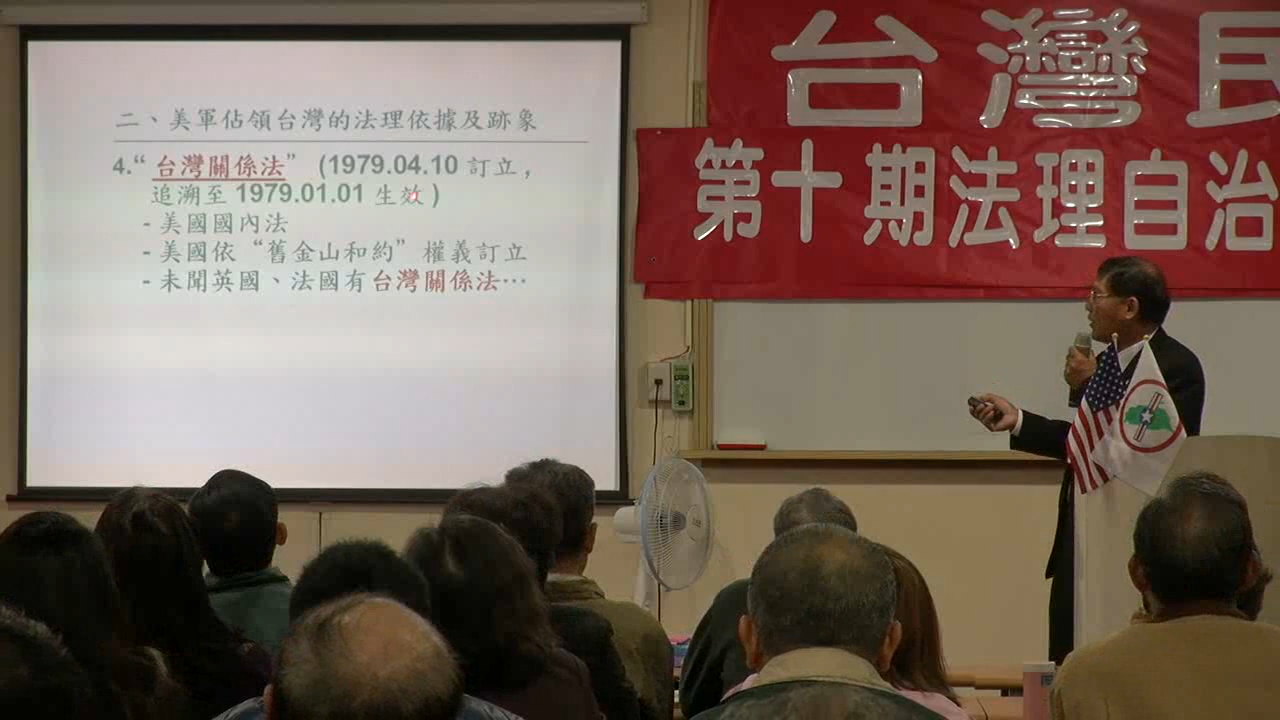 二、美軍佔領台灣的法理依據及跡象
4.“台灣關係法” (1979.04.10 訂立,
追溯至 1979.01.01 生效)
- 美國國內法
- 美國依“舊金山和約”權義訂立
- 未聞英國、法國有台灣關係法…
台灣民
第十期法理自治